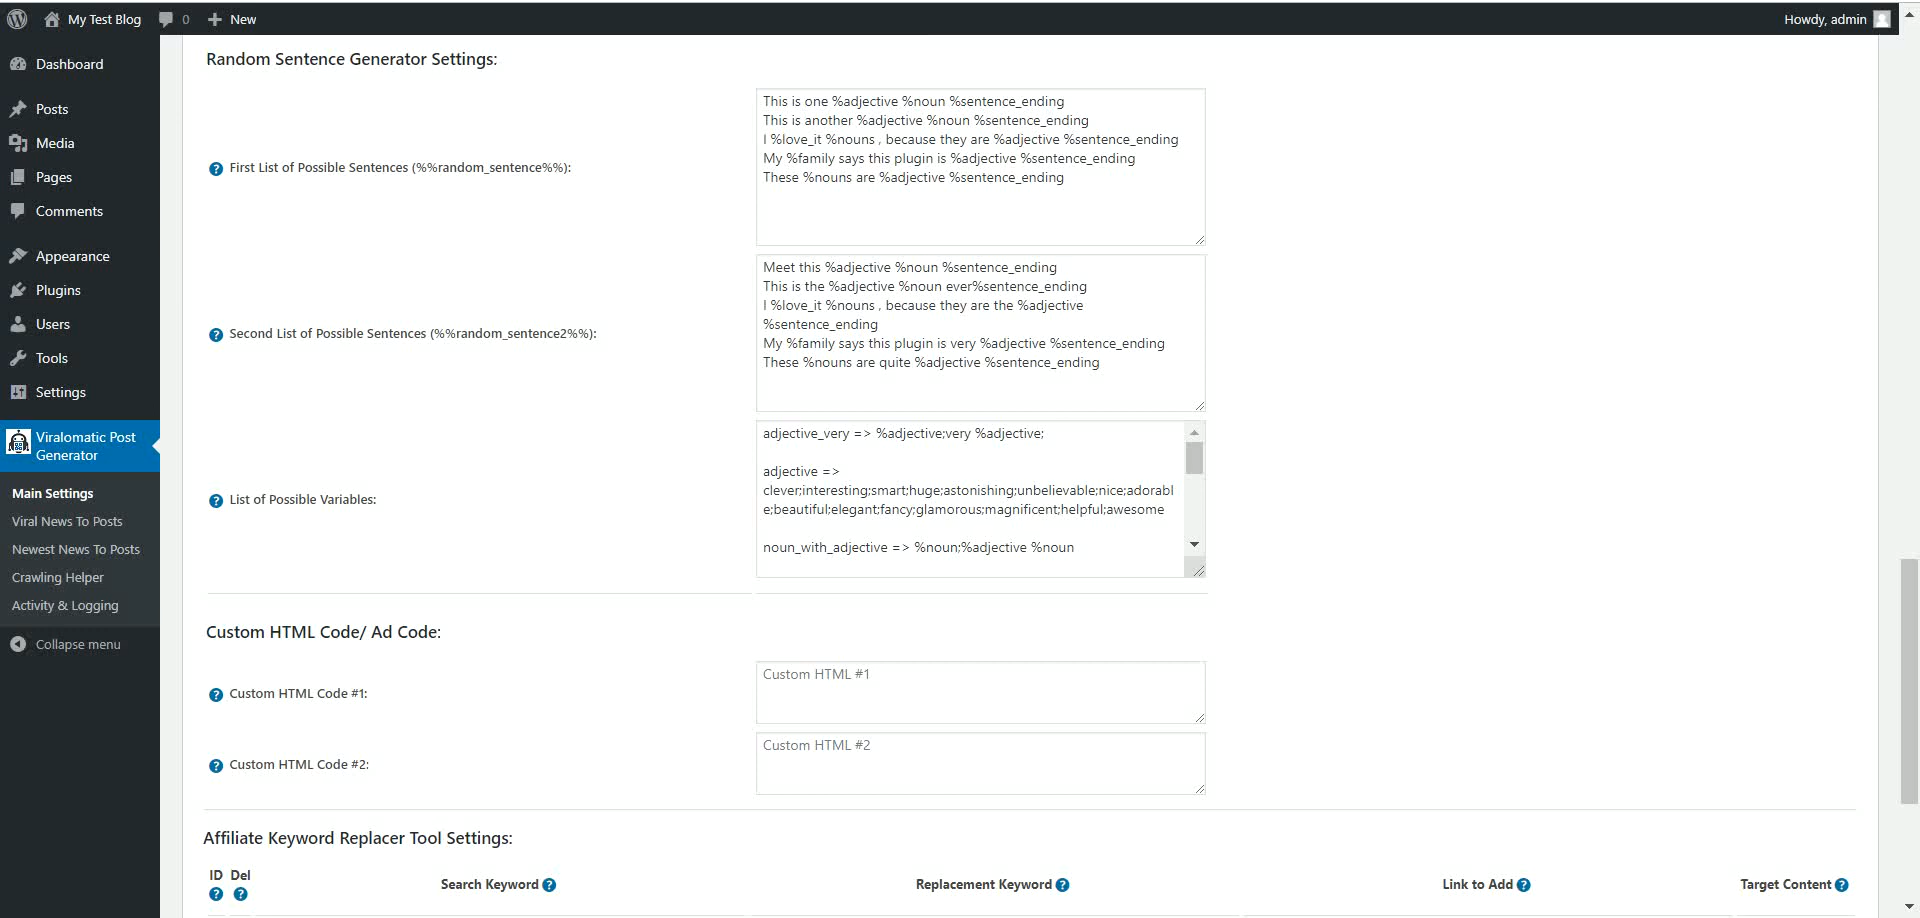 My Test Blog
0
New
Howdy, admin
Dashboard
Posts
Media
Pages
Comments
Appearance
Plugins
Users
Tools
Settings
Viralomatic Post
Generator
Main Settings
Viral News To Posts
Newest News To Posts
Crawling Helper
Activity & Logging
Collapse menu
Random Sentence Generator Settings:
First List of Possible Sentences (%%random_sentence%%):
This is one %adjective %noun %sentence_ending
This is another %adjective %noun %sentence_ending
I %love_it %nouns , because they are %adjective %sentence_ending
My %family says this plugin is %adjective %sentence_ending
These %nouns are %adjective %sentence_ending
Second List of Possible Sentences (%%random_sentence2%%):
Meet this %adjective %noun %sentence_ending
This is the %adjective %noun ever%sentence_ending
I %love_it %nouns , because they are the %adjective
%sentence_ending
My %family says this plugin is very %adjective %sentence_ending
These %nouns are quite %adjective %sentence_ending
List of Possible Variables:
adjective_very => %adjective;very %adjective;
adjective =>
clever;interesting;smart;huge;astonishing;unbelievable;nice;adorabl
e;beautiful;elegant;fancy;glamorous;magnificent;helpful;awesome
noun_with_adjective => %noun;%adjective %noun
Custom HTML Code/ Ad Code:
Custom HTML Code #1:
Custom HTML #1
Custom HTML Code #2:
Custom HTML #2
Affiliate Keyword Replacer Tool Settings:
ID Del Search Keyword Replacement Keyword Link to Add Target Content